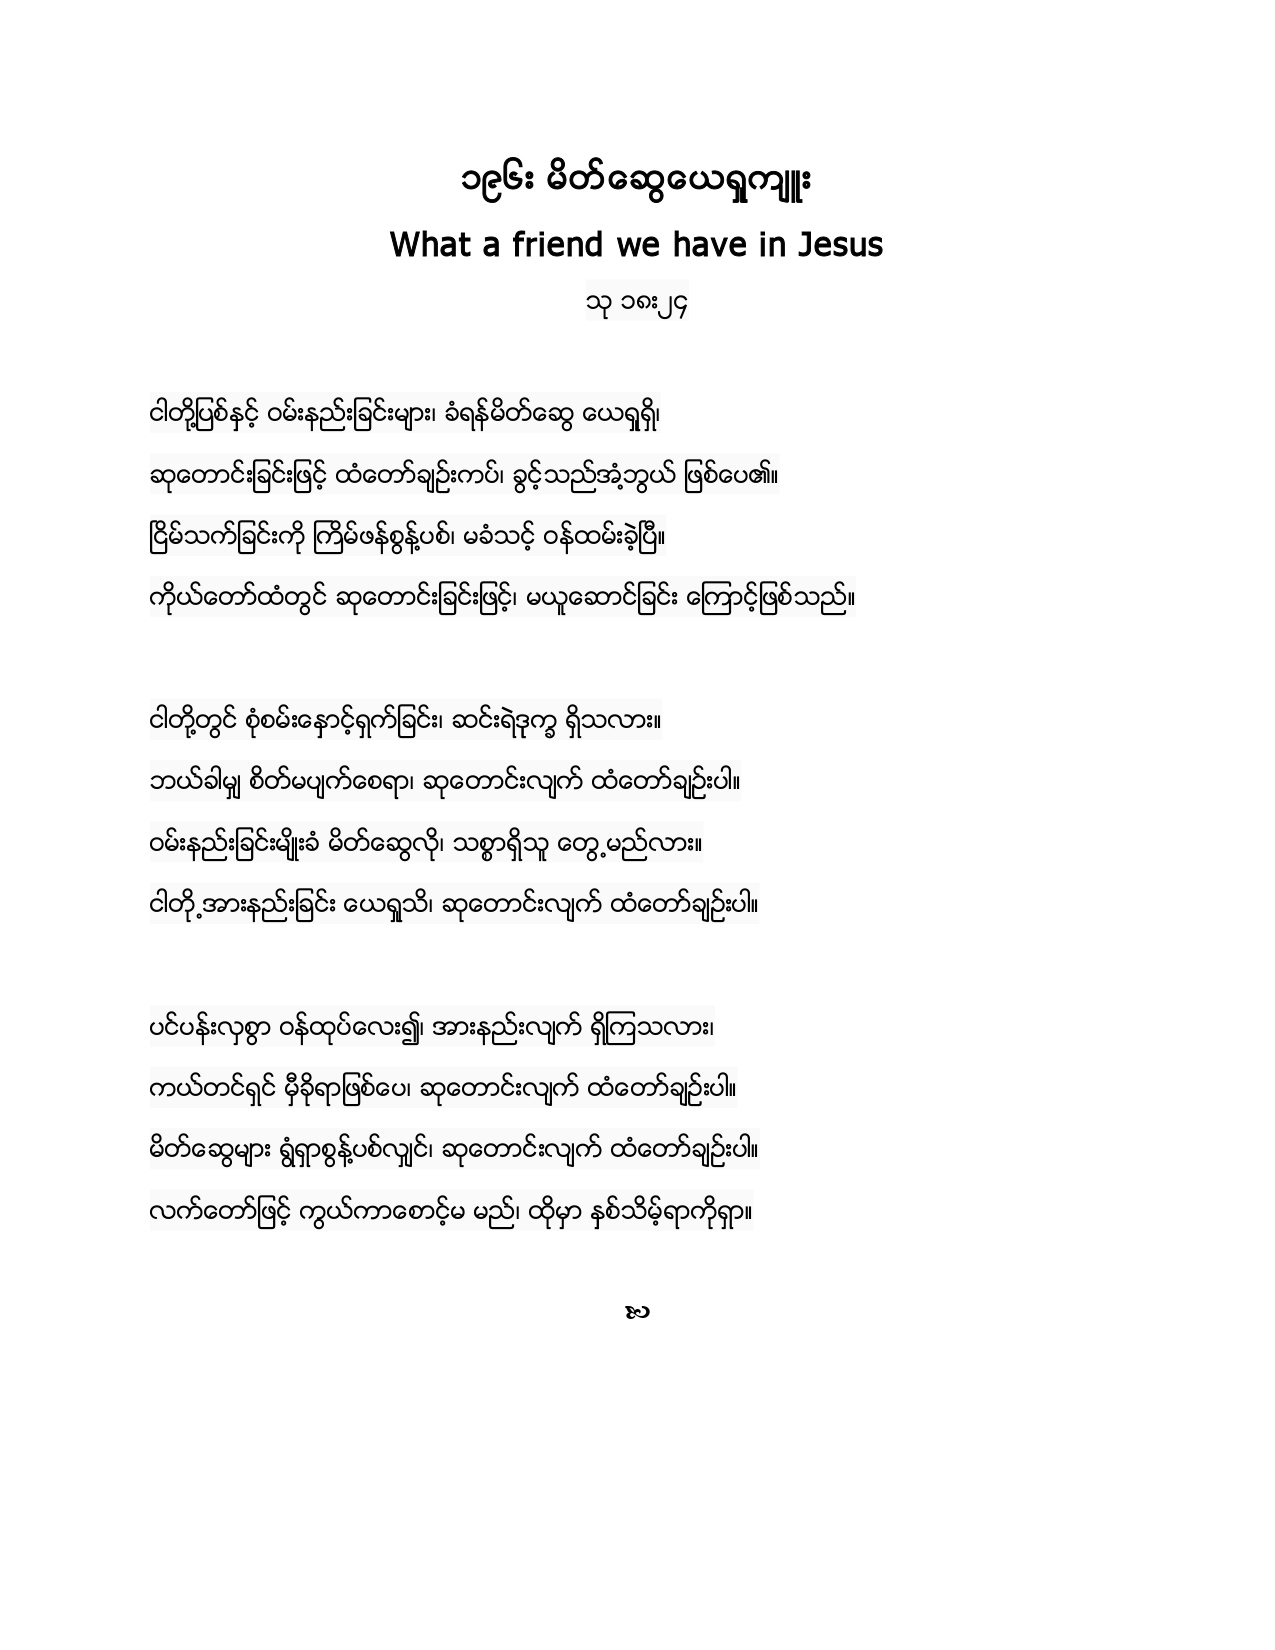 ၁၉၆း မိတ်ဆွေယေရှုကျူး
What a friend we have in Jesus
သု ၁၈း၂၄
ငါတို့ပြစ်နှင့် ဝမ်းနည်းခြင်းများ၊ ခံရန်မိတ်ဆွေ ယေရှုရှိ၊
ဆုတောင်းခြင်းဖြင့် ထံတော်ချဉ်းကပ်၊ ခွင့်သည်အံ့ဘွယ် ဖြစ်ပေ၏။
ငြိမ်သက်ခြင်းကို ကြိမ်ဖန်စွန့်ပစ်၊ မခံသင့် ဝန်ထမ်းခဲ့ပြီ။
ကိုယ်တော်ထံတွင် ဆုတောင်းခြင်းဖြင့်၊ မယူဆောင်ခြင်း ကြောင့်ဖြစ်သည်။
ငါတို့တွင် စုံစမ်းနှောင့်ရှက်ခြင်း၊ ဆင်းရဲဒုက္ခ ရှိသလား။
ဘယ်ခါမျှ စိတ်မပျက်စေရာ၊ ဆုတောင်းလျက် ထံတော်ချဉ်းပါ။
ဝမ်းနည်းခြင်းမျိုးခံ မိတ်ဆွေလို၊ သစ္စာရှိသူ တွေ့မည်လား။
ငါတို့အားနည်းခြင်း ယေရှုသိ၊ ဆုတောင်းလျက် ထံတော်ချဉ်းပါ။
ပင်ပန်းလှစွာ ဝန်ထုပ်လေး၍၊ အားနည်းလျက် ရှိကြသလား၊
ကယ်တင်ရှင် မှီခိုရာဖြစ်ပေ၊ ဆုတောင်းလျက် ထံတော်ချဉ်းပါ။
မိတ်ဆွေများ ရွံရှာစွန့်ပစ်လျှင်၊ ဆုတောင်းလျက် ထံတော်ချဉ်းပါ။
လက်တော်ဖြင့် ကွယ်ကာစောင့်မ မည်၊ ထိုမှာ နှစ်သိမ့်ရာကိုရှာ။